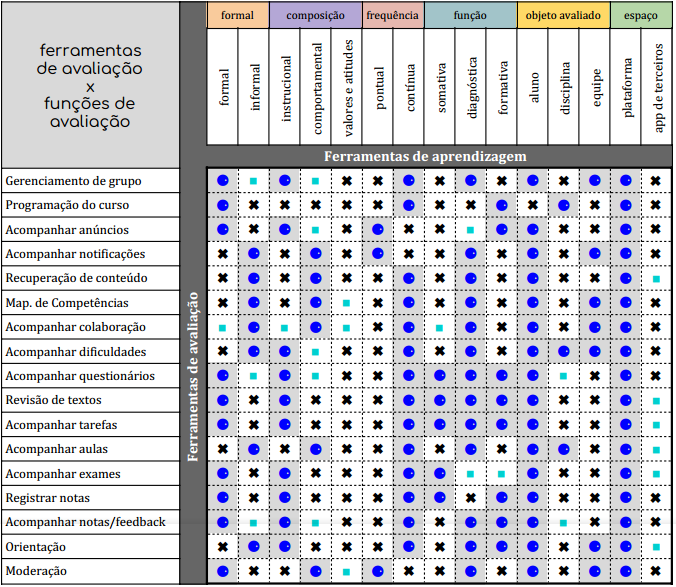 formal composição frequência função objeto avaliado espaço
ferramentas
de avaliação
x
funções de
avaliação
formal informal instrucional comportamental valores e atitudes pontual contínua somativa diagnóstica formativa aluno disciplina equipe plataforma app de terceiros
Ferramentas de aprendizagem
Ferramentas de avaliação
Gerenciamento de grupo
Programação do curso
Acompanhar anúncios
Acompanhar notificações
Recuperação de conteúdo
Map. de Competências
Acompanhar colaboração
Acompanhar dificuldades
Acompanhar questionários
Revisão de textos
Acompanhar tarefas
Acompanhar aulas
Acompanhar exames
Registrar notas
Acompanhar notas/feedback
Orientação
Moderação